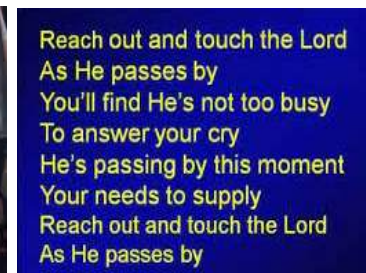 Reach out and touch the Lord
As He passes by
You'll find He's not too busy
To answer your cry
He's passing by this moment
Your needs to supply
Reach out and touch the Lord
As He passes by